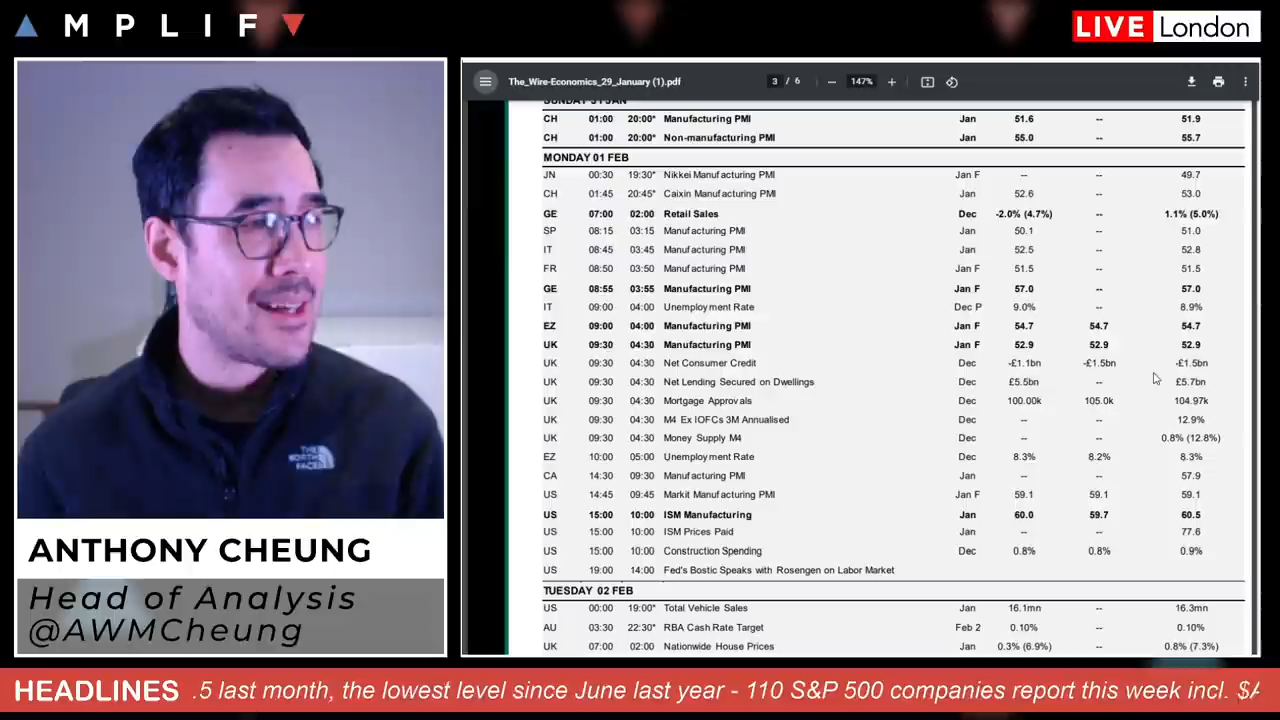 AMPLIFY
LIVE London
The_Wire-Economics_29_January (1).pdf
3 / 6
147%
SUNDAY 31 JAN
CH 01:00 20:00* Manufacturing PMI Jan 51.6 -- 51.9
CH 01:00 20:00* Non-manufacturing PMI Jan 55.0 -- 55.7
MONDAY 01 FEB
JN 00:30 19:30* Nikkei Manufacturing PMI Jan F -- -- 49.7
CH 01:45 20:45* Caixin Manufacturing PMI Jan 52.6 -- 53.0
GE 07:00 02:00 Retail Sales Dec -2.0% (4.7%) -- 1.1% (5.0%)
SP 08:15 03:15 Manufacturing PMI Jan 50.1 -- 51.0
IT 08:45 03:45 Manufacturing PMI Jan 52.5 -- 52.8
FR 08:50 03:50 Manufacturing PMI Jan F 51.5 -- 51.5
GE 08:55 03:55 Manufacturing PMI Jan F 57.0 -- 57.0
IT 09:00 04:00 Unemployment Rate Dec P 9.0% -- 8.9%
EZ 09:00 04:00 Manufacturing PMI Jan F 54.7 54.7 54.7
UK 09:30 04:30 Manufacturing PMI Jan F 52.9 52.9 52.9
UK 09:30 04:30 Net Consumer Credit Dec -£1.1bn -£1.5bn -£1.5bn
UK 09:30 04:30 Net Lending Secured on Dwellings Dec £5.5bn -- £5.7bn
UK 09:30 04:30 Mortgage Approvals Dec 100.00k 105.0k 104.97k
UK 09:30 04:30 M4 Ex IOFCs 3M Annualised Dec -- -- 12.9%
UK 09:30 04:30 Money Supply M4 Dec -- -- 0.8% (12.8%)
EZ 10:00 05:00 Unemployment Rate Dec 8.3% 8.2% 8.3%
CA 14:30 09:30 Manufacturing PMI Jan -- -- 57.9
US 14:45 09:45 Markit Manufacturing PMI Jan F 59.1 59.1 59.1
US 15:00 10:00 ISM Manufacturing Jan 60.0 59.7 60.5
US 15:00 10:00 ISM Prices Paid Jan -- -- 77.6
US 15:00 10:00 Construction Spending Dec 0.8% 0.8% 0.9%
US 19:00 14:00 Fed's Bostic Speaks with Rosengen on Labor Market
TUESDAY 02 FEB
US 00:00 19:00* Total Vehicle Sales Jan 16.1mn -- 16.3mn
AU 03:30 22:30* RBA Cash Rate Target Feb 2 0.10% -- 0.10%
UK 07:00 02:00 Nationwide House Prices Jan 0.3% (6.9%) -- 0.8% (7.3%)
THE
NORTH
FACE
ANTHONY CHEUNG
Head of Analysis
@AWMCheung
HEADLINES .5 last month, the lowest level since June last year - 110 S&P 500 companies report this week incl. $A